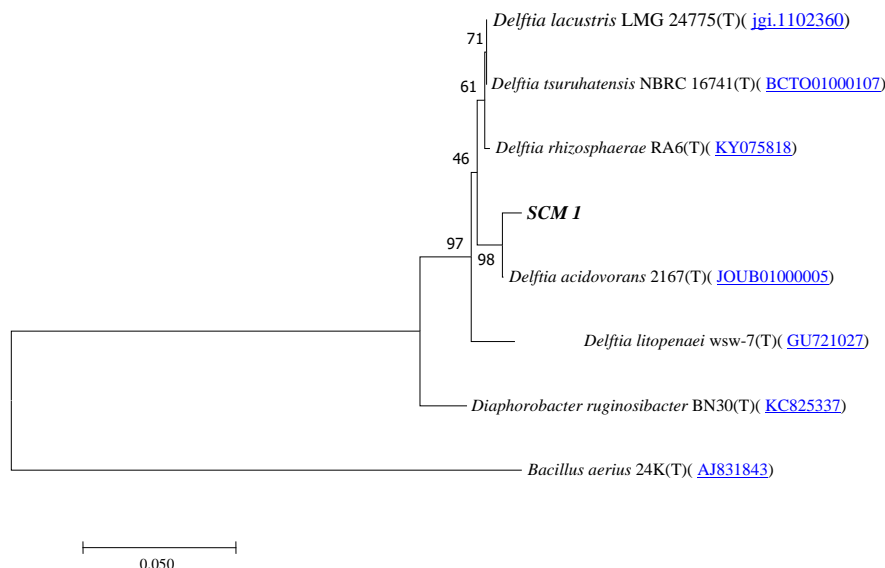 Delftia lacustris LMG 24775(T)( jgi.1102360)
71
Delftia tsuruhatensis NBRC 16741(T)( BCTO01000107)
61
Delftia rhizosphaerae RA6(T)( KY075818)
46
SCM 1
97
98
Delftia acidovorans 2167(T)( JOUB01000005)
Delftia litopenaei wsw-7(T)( GU721027)
Diaphorobacter ruginosibacter BN30(T)( KC825337)
Bacillus aerius 24K(T)( AJ831843)
0.050